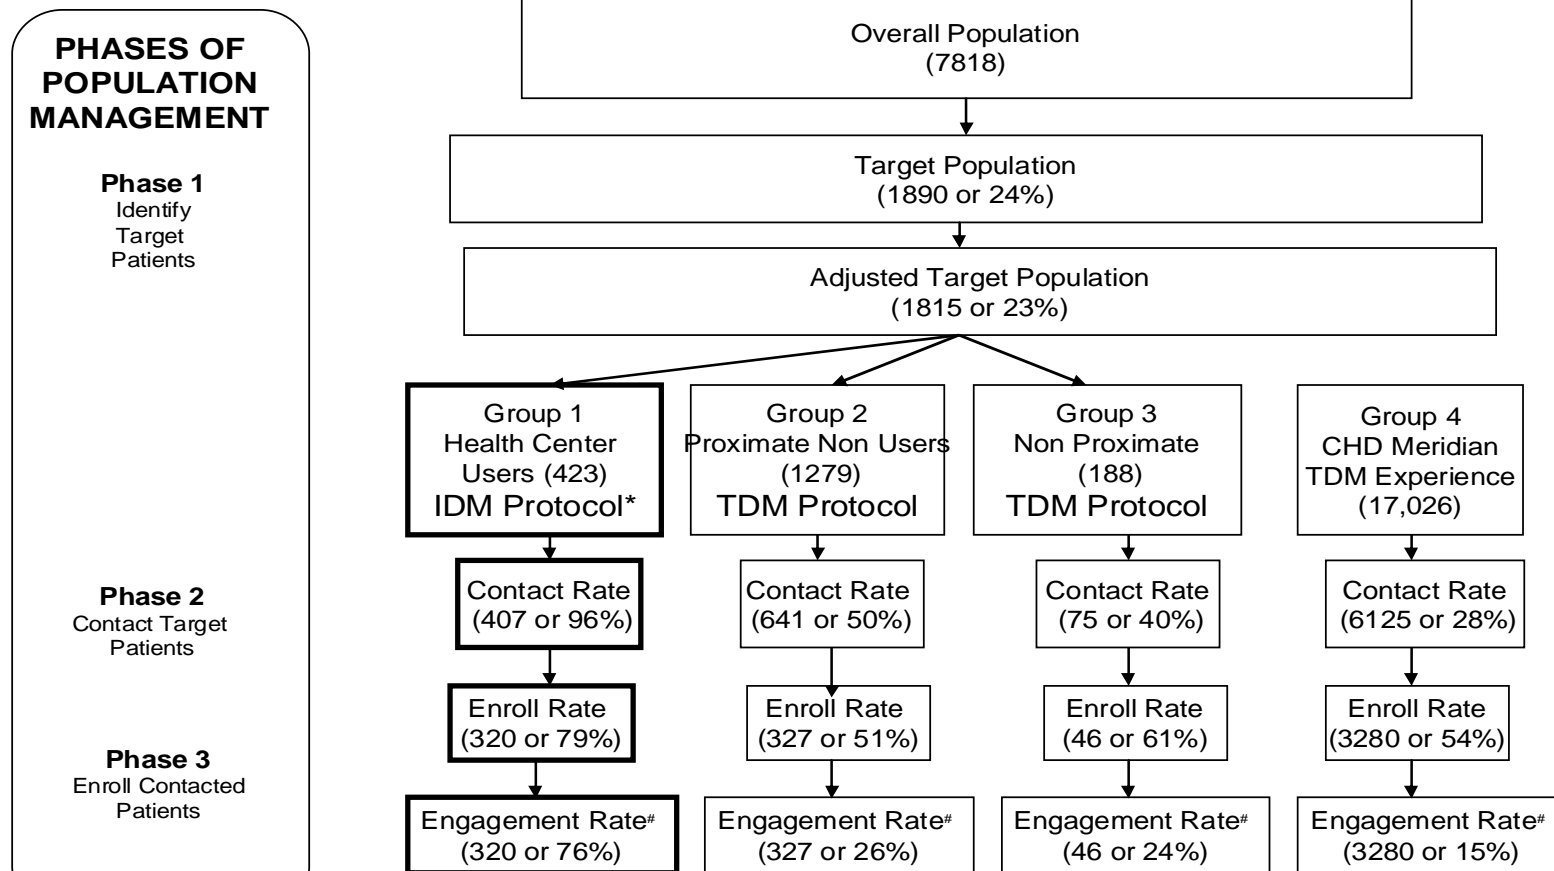 PHASES OF
POPULATION
MANAGEMENT
Phase 1
Identify
Target
Patients
Phase 2
Contact Target
Patients
Phase 3
Enroll Contacted
Patients
Overall Population
(7818)
Target Population
(1890 or 24%)
Adjusted Target Population
(1815 or 23%)
Group 1
Health Center
Users (423)
IDM Protocol*
Group 2
Proximate Non Users
(1279)
TDM Protocol
Group 3
Non Proximate
(188)
TDM Protocol
Group 4
CHD Meridian
TDM Experience
(17,026)
Contact Rate
(407 or 96%)
Contact Rate
(641 or 50%)
Contact Rate
(75 or 40%)
Contact Rate
(6125 or 28%)
Enroll Rate
(320 or 79%)
Enroll Rate
(327 or 51%)
Enroll Rate
(46 or 61%)
Enroll Rate
(3280 or 54%)
Engagement Rate#
(320 or 76%)
Engagement Rate#
(327 or 26%)
Engagement Rate#
(46 or 24%)
Engagement Rate#
(3280 or 15%)